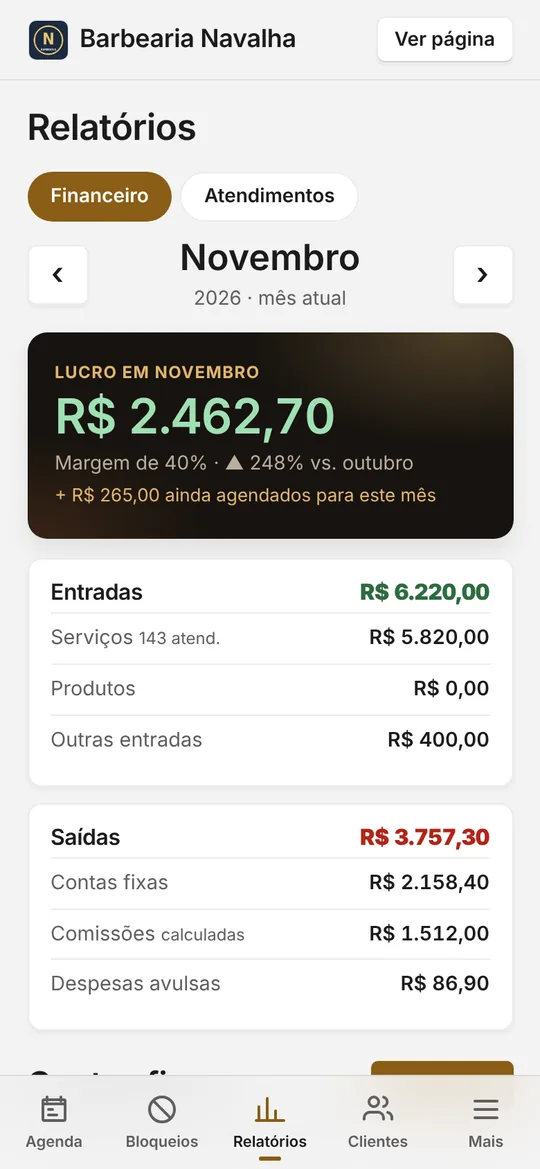 N
Barbearia Navalha
Ver página
Relatórios
Financeiro
Atendimentos
‹
Novembro
›
2026 · mês atual
LUCRO EM NOVEMBRO
R$ 2.462,70
Margem de 40% · ▲ 248% vs. outubro
+ R$ 265,00 ainda agendados para este mês
Entradas R$ 6.220,00
Serviços 143 atend. R$ 5.820,00
Produtos R$ 0,00
Outras entradas R$ 400,00
Saídas R$ 3.757,30
Contas fixas R$ 2.158,40
Comissões calculadas R$ 1.512,00
Despesas avulsas R$ 86,90
Agenda
Bloqueios
Relatórios
Clientes
Mais